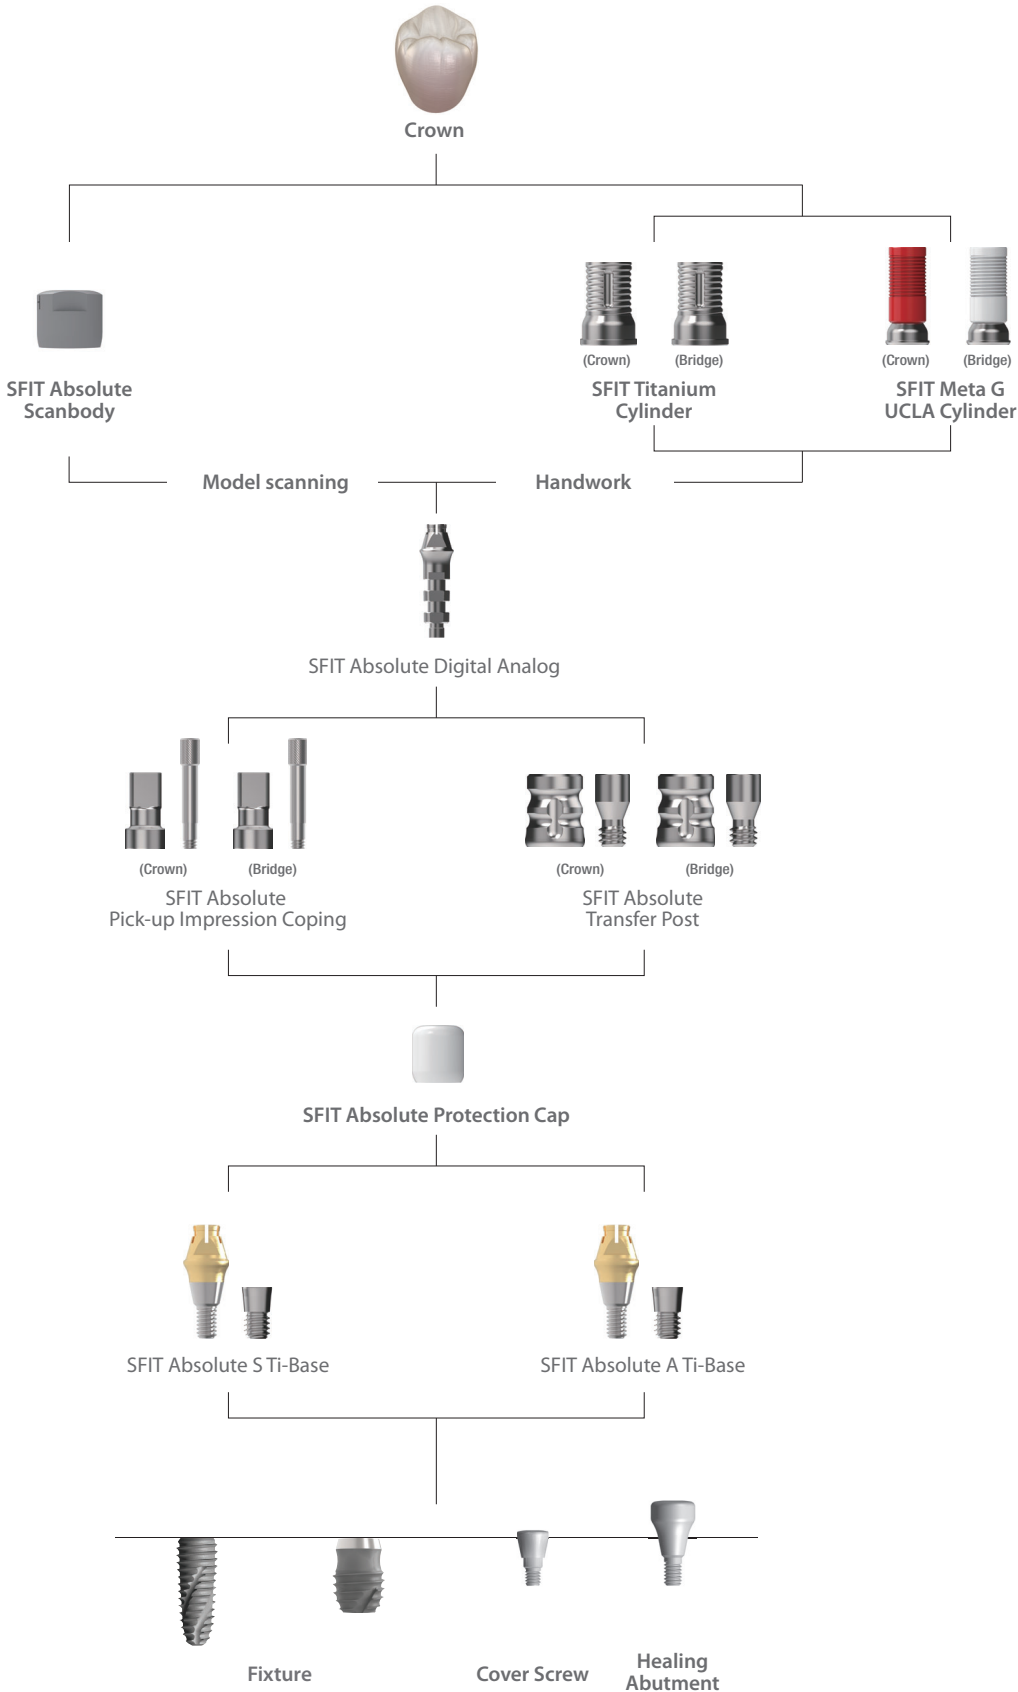 Crown
(Crown)
(Bridge)
(Crown)
(Bridge)
SFIT Absolute
Scanbody
SFIT Titanium
Cylinder
SFIT Meta G
UCLA Cylinder
Model scanning
Handwork
SFIT Absolute Digital Analog
(Crown)
(Bridge)
(Crown)
(Bridge)
SFIT Absolute
Pick-up Impression Coping
SFIT Absolute
Transfer Post
SFIT Absolute Protection Cap
SFIT Absolute S Ti-Base
SFIT Absolute A Ti-Base
Fixture
Cover Screw
Healing
Abutment